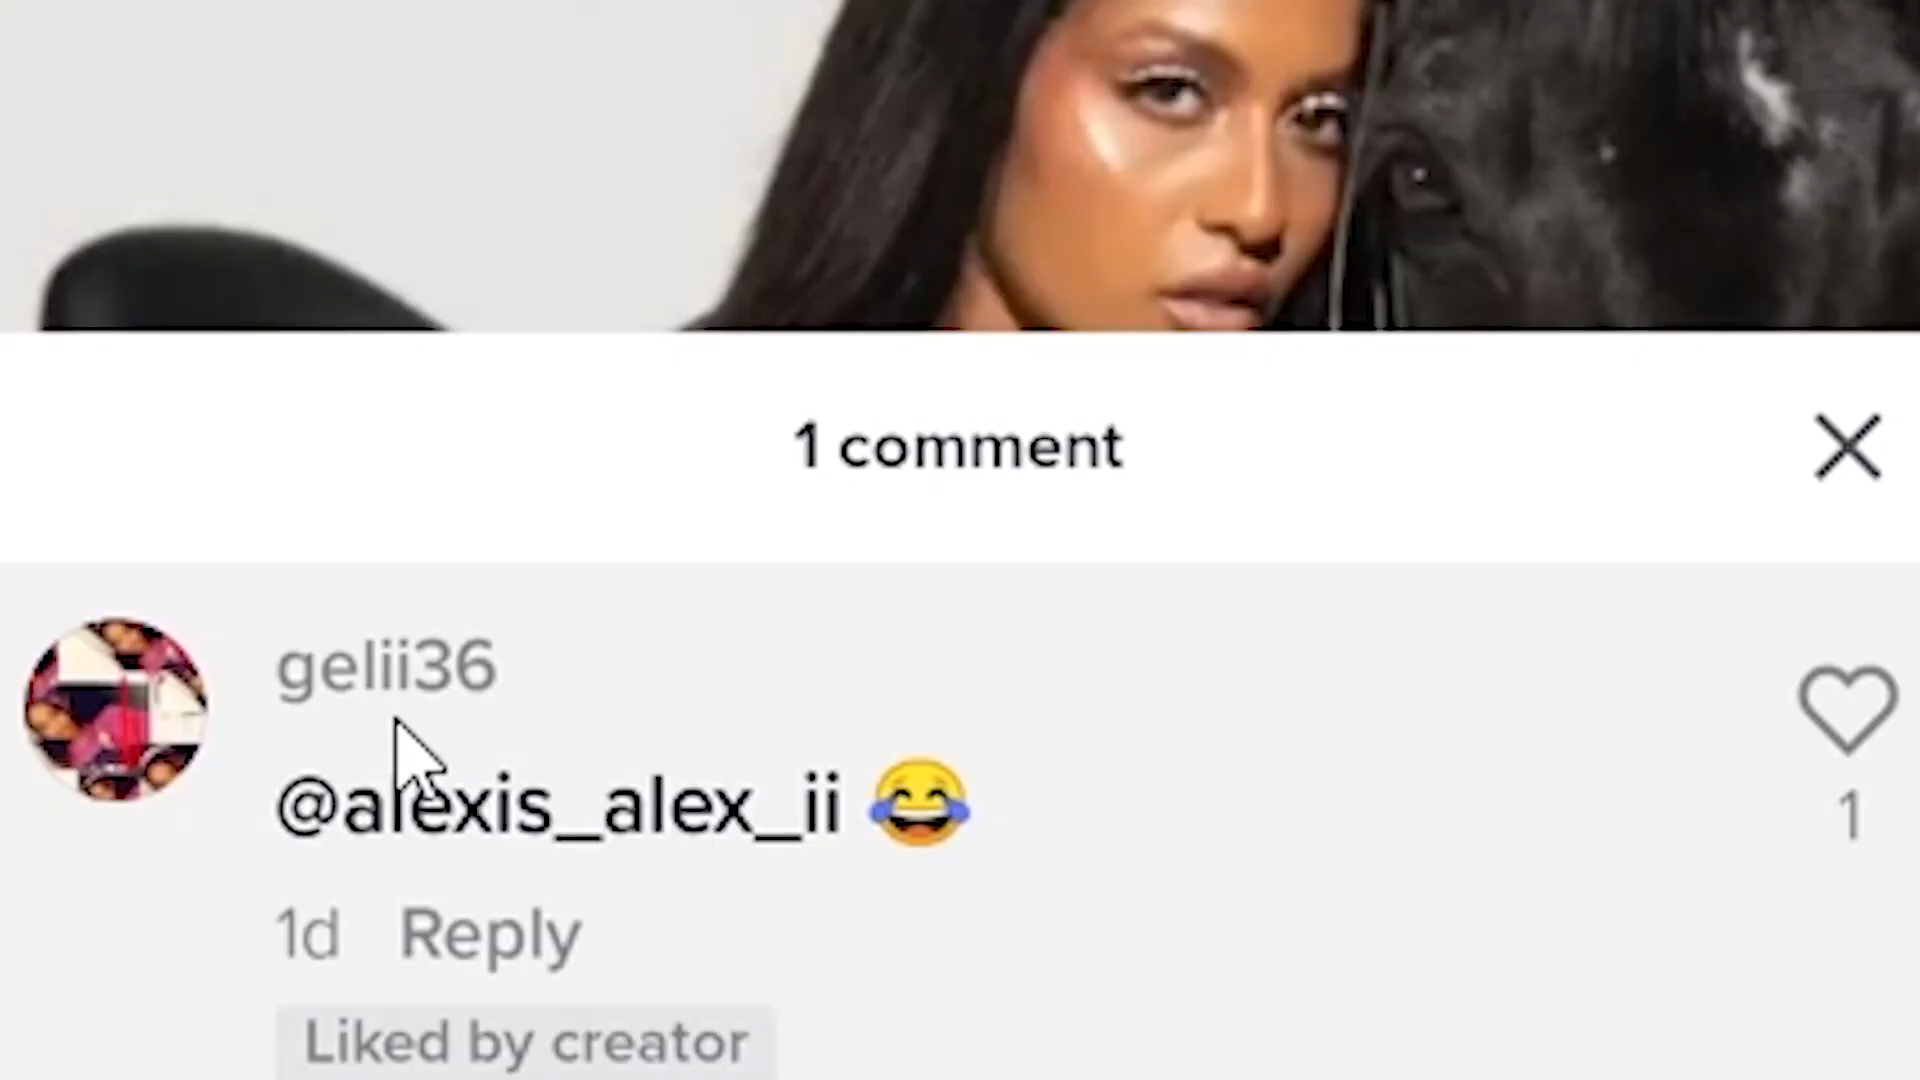 1 comment
gelii36
@alexis_alex_ii 😂
1
1d Reply
Liked by creator